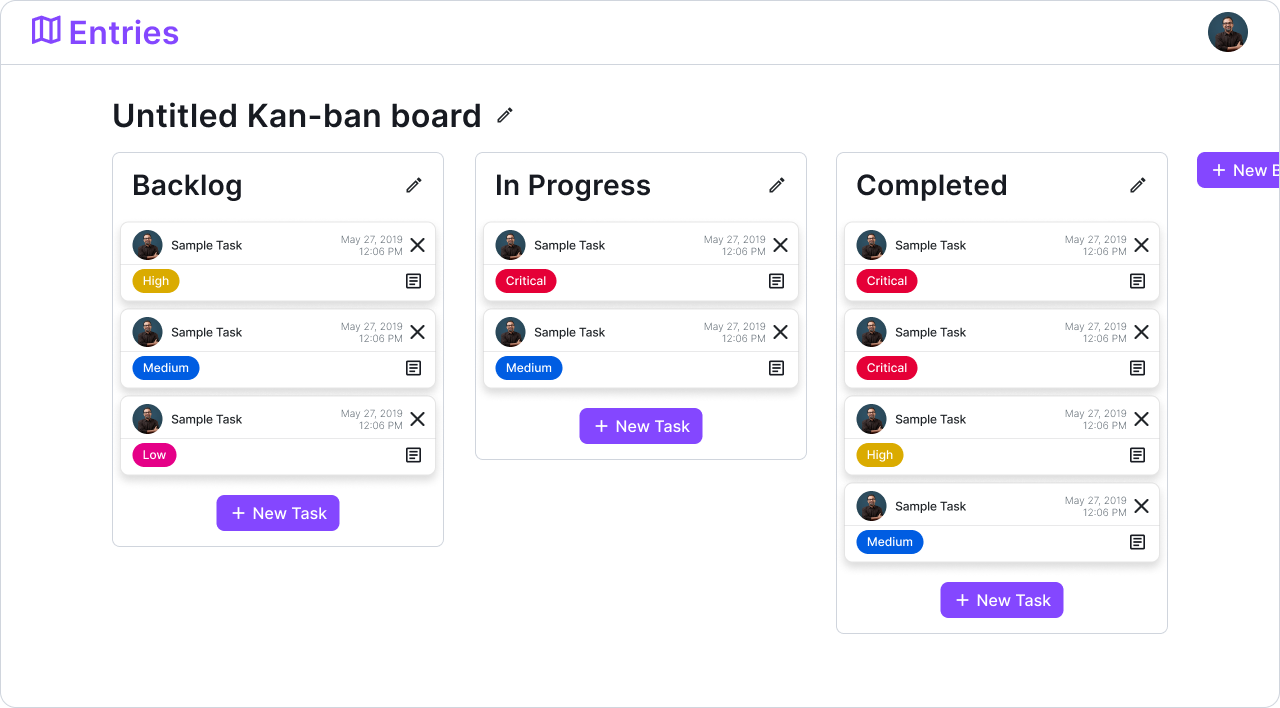 Entries
Untitled Kan-ban board
Backlog
Sample Task
May 27, 2019
12:06 PM
High
Sample Task
May 27, 2019
12:06 PM
Medium
Sample Task
May 27, 2019
12:06 PM
Low
+ New Task
In Progress
Sample Task
May 27, 2019
12:06 PM
Critical
Sample Task
May 27, 2019
12:06 PM
Medium
+ New Task
Completed
Sample Task
May 27, 2019
12:06 PM
Critical
Sample Task
May 27, 2019
12:06 PM
Critical
Sample Task
May 27, 2019
12:06 PM
High
Sample Task
May 27, 2019
12:06 PM
Medium
+ New Task
+ New